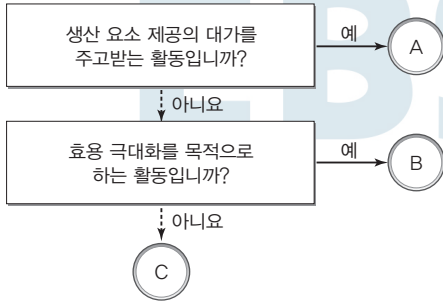 생산 요소 제공의 대가를
주고받는 활동입니까?
예
A
아니요
효용 극대화를 목적으로
하는 활동입니까?
예
B
아니요
C
EBS